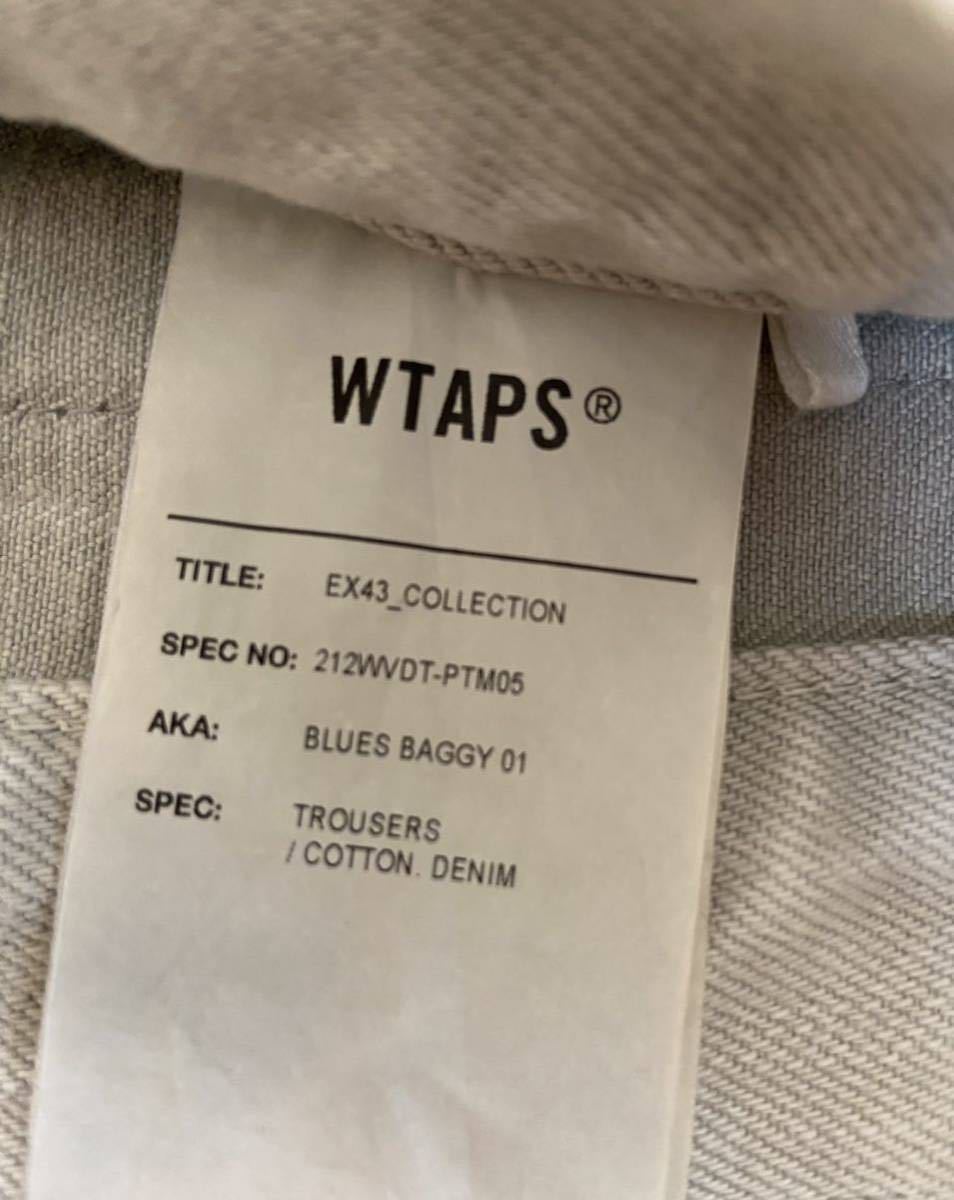 WTAPS®
TITLE: EX43_COLLECTION
SPEC NO: 212WVDT-PTM05
AKA: BLUES BAGGY 01
SPEC: TROUSERS
/ COTTON. DENIM